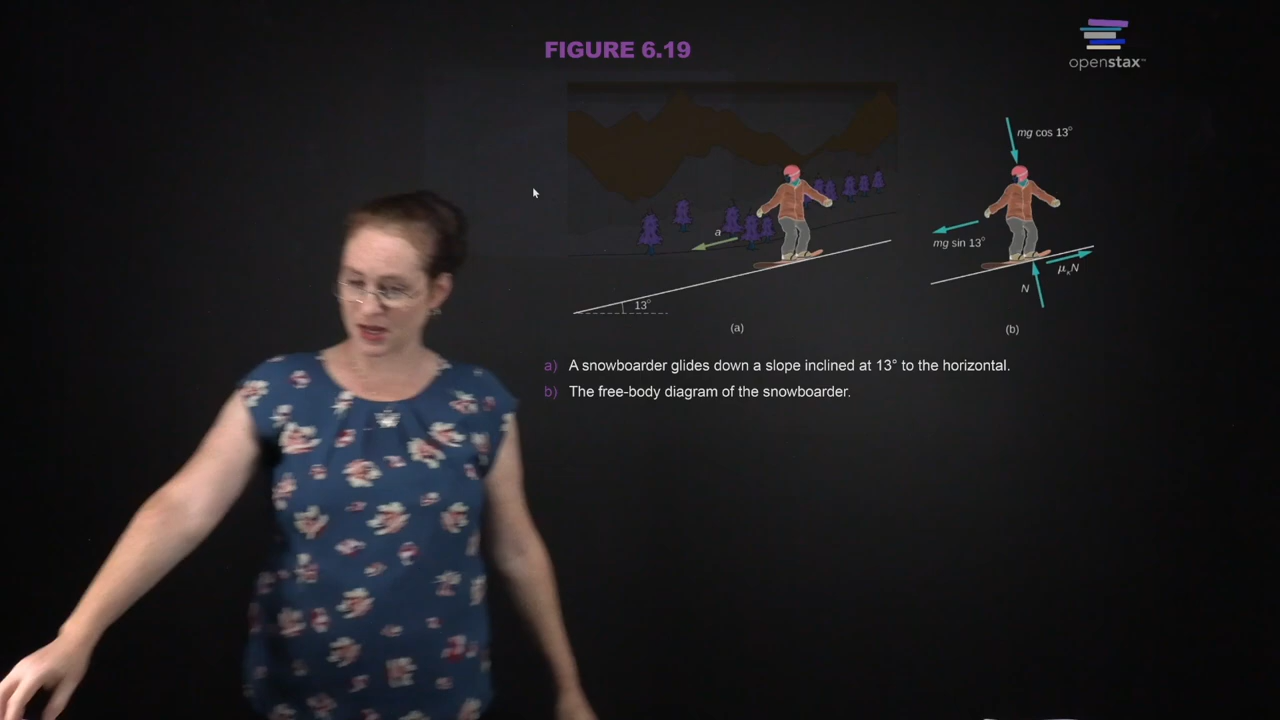 FIGURE 6.19
openstax™
mg cos 13°
a
mg sin 13°
μₖN
N
13°
(a)
(b)
a) A snowboarder glides down a slope inclined at 13° to the horizontal.
b) The free-body diagram of the snowboarder.